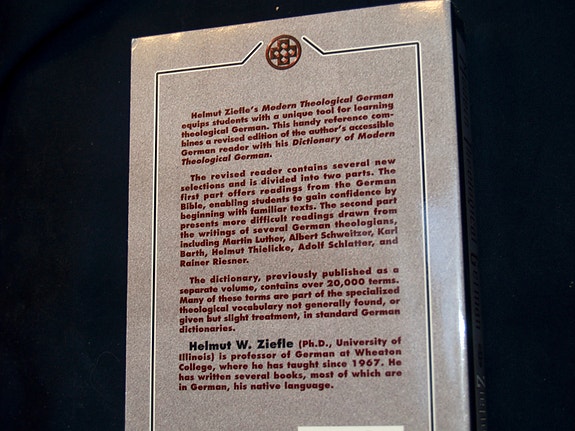 Helmut Ziefle's Modern Theological German
equips students with a unique tool for learning
theological German. This handy reference com-
bines a revised edition of the author's accessible
German reader with his Dictionary of Modern
Theological German.
The revised reader contains several new
selections and is divided into two parts. The
first part offers readings from the German
Bible, enabling students to gain confidence by
beginning with familiar texts. The second part
presents more difficult readings drawn from
the writings of several German theologians,
including Martin Luther, Albert Schweitzer, Karl
Barth, Helmut Thielicke, Adolf Schlatter, and
Rainer Riesner.
The dictionary, previously published as a
separate volume, contains over 20,000 terms.
Many of these terms are part of the specialized
theological vocabulary not generally found, or
given but slight treatment, in standard German
dictionaries.
Helmut W. Ziefle (Ph.D., University of
Illinois) is professor of German at Wheaton
College, where he has taught since 1967. He
has written several books, most of which are
in German, his native language.